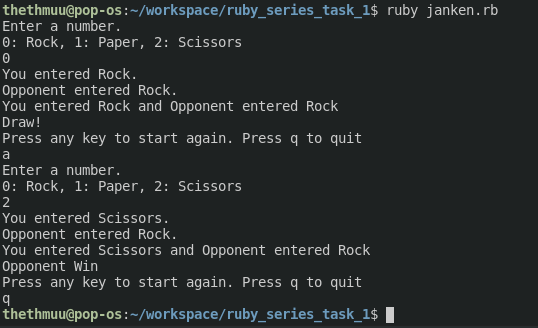 thethmuu@pop-os:~/workspace/ruby_series_task_1$ ruby janken.rb
Enter a number.
0: Rock, 1: Paper, 2: Scissors
0
You entered Rock.
Opponent entered Rock.
You entered Rock and Opponent entered Rock
Draw!
Press any key to start again. Press q to quit
a
Enter a number.
0: Rock, 1: Paper, 2: Scissors
2
You entered Scissors.
Opponent entered Rock.
You entered Scissors and Opponent entered Rock
Opponent Win
Press any key to start again. Press q to quit
q
thethmuu@pop-os:~/workspace/ruby_series_task_1$